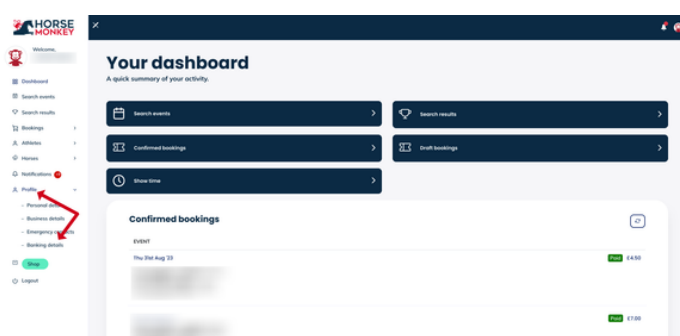 HORSE
MONKEY
Welcome,
Dashboard
Search events
Search results
Bookings
Athletes
Horses
Notifications
Profile
- Personal details
- Business details
- Emergency contacts
- Banking details
Shop
Logout
×
Your dashboard
A quick summary of your activity.
Search events
Search results
Confirmed bookings
Draft bookings
Show time
Confirmed bookings
EVENT
Thu 31st Aug '23
Paid £4.50
Paid £7.00